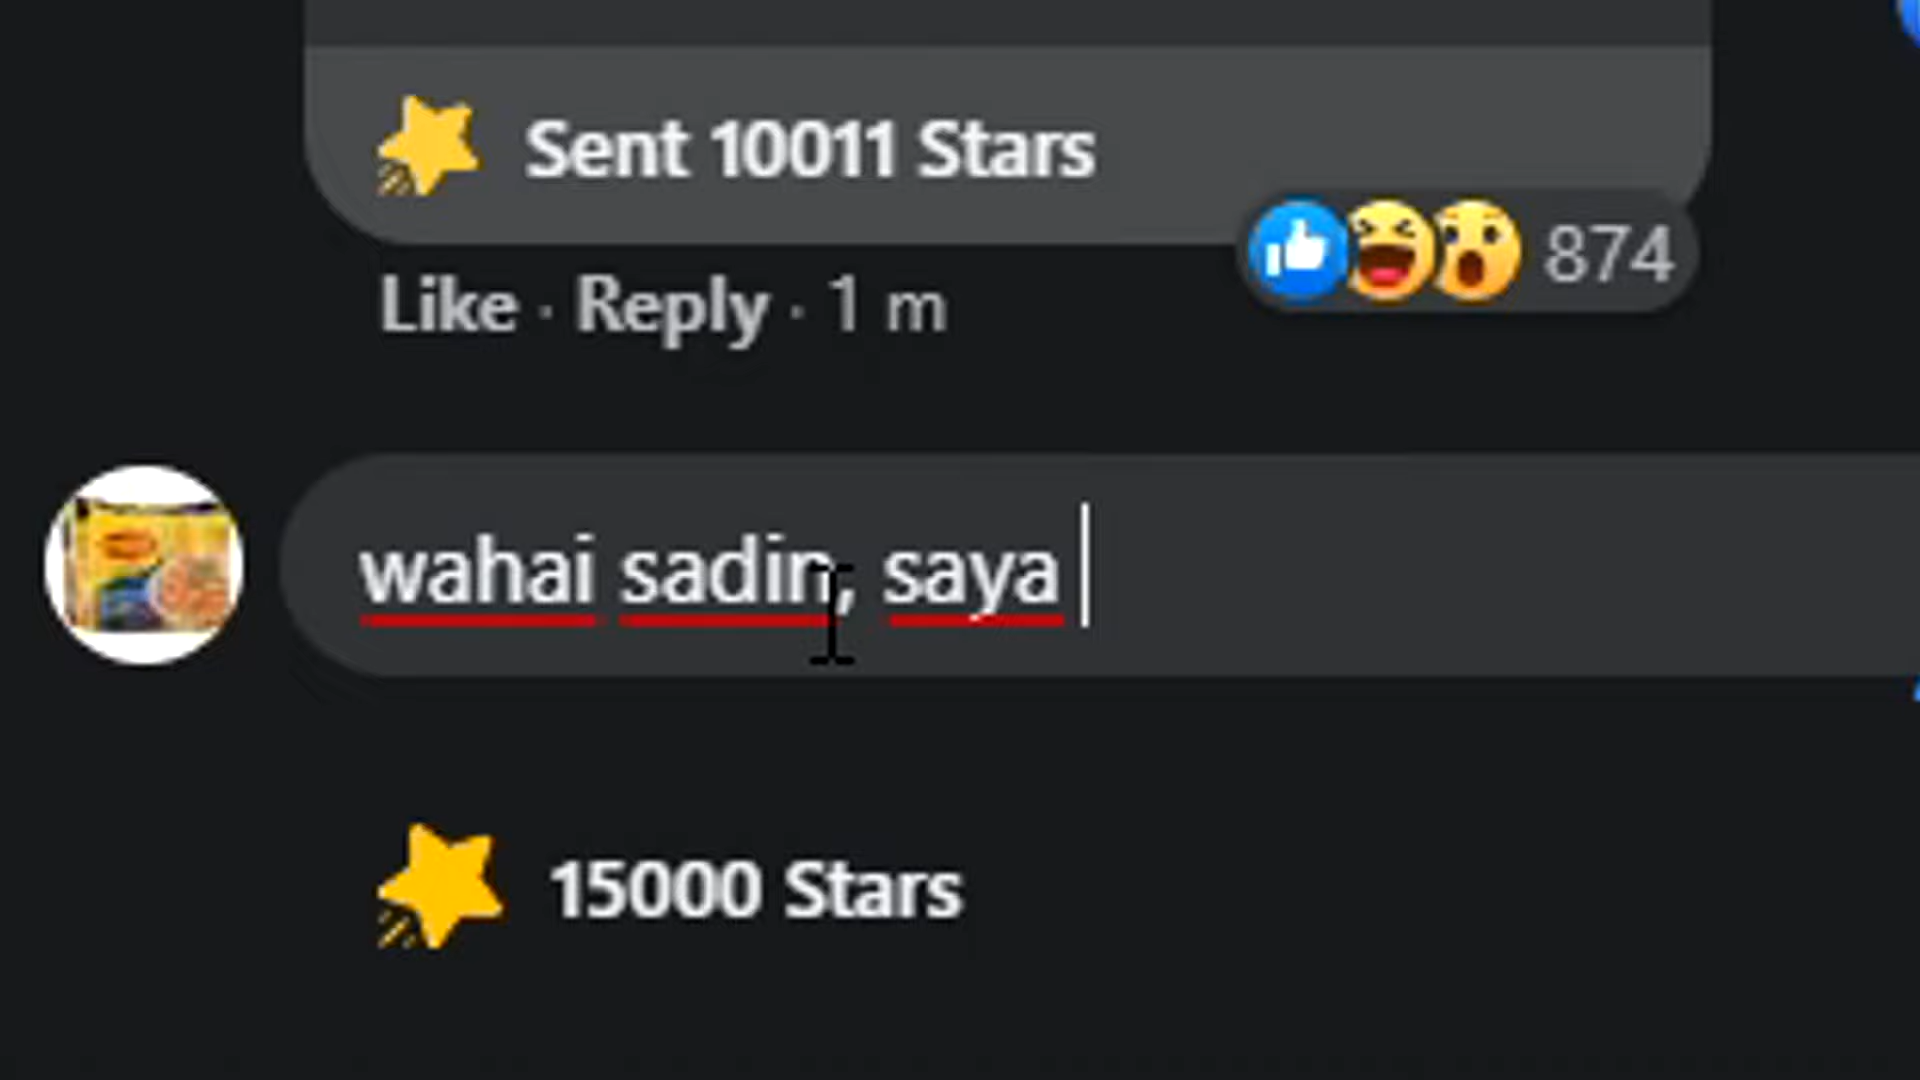 Sent 10011 Stars
874
Like · Reply · 1 m
wahai sadin, saya
15000 Stars